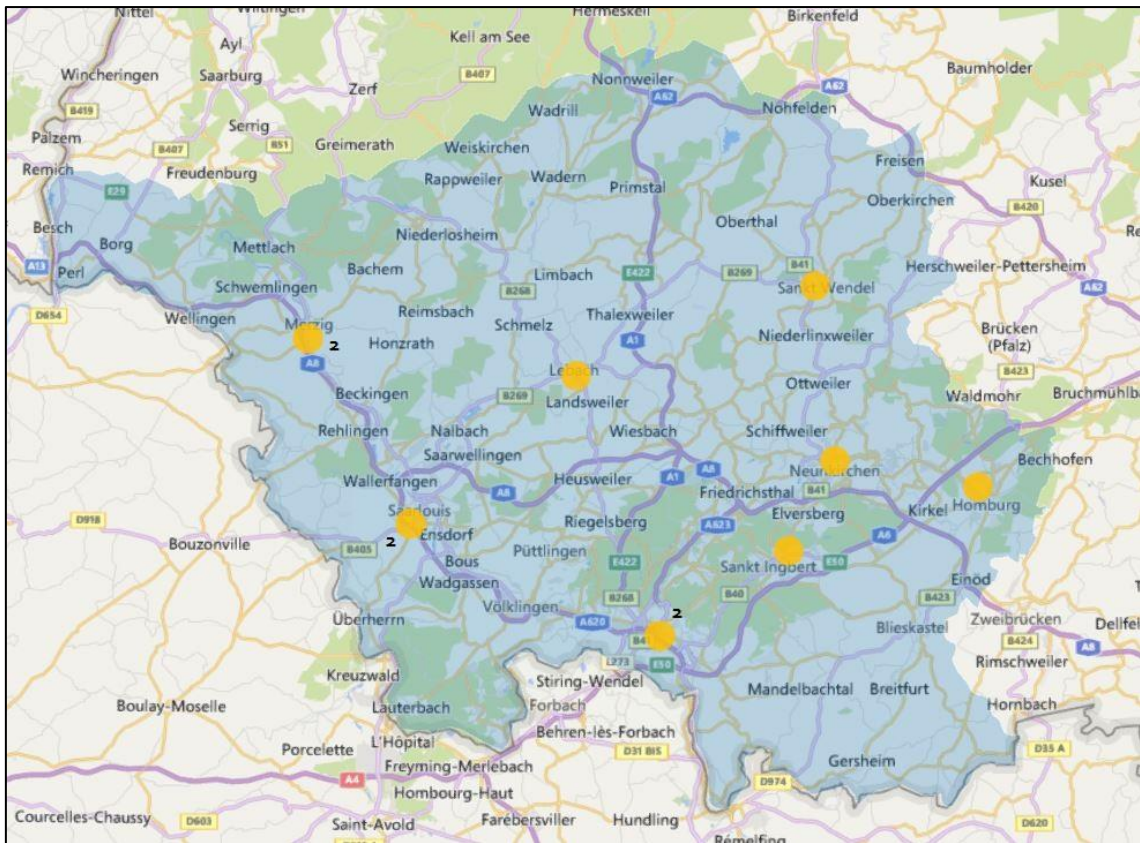 Nittel
Wiltingen
Hermeskeil
Birkenfeld
Ayl
Kell am See
Wincheringen
Saarburg
Zerf
B407
Nonnweiler
A62
A62
Baumholder
B419
Wadrill
Nohfelden
Palzem
Serrig
B407
B51
Greimerath
Weiskirchen
Freisen
Remich
Freudenburg
Rappweiler
Wadern
Primstal
Kusel
E29
Oberkirchen
B420
Besch
Borg
Mettlach
Niederlosheim
Oberthal
A13
Perl
Bachem
Limbach
E422
B269
B41
Herschweiler-Pettersheim
Schwemlingen
B268
Sankt Wendel
A62
D654
Wellingen
Merzig
2
Reimsbach
Schmelz
Thalexweiler
Niederlinxweiler
Brücken
(Pfalz)
A8
Honzrath
A1
Lebach
B423
Beckingen
B269
Landsweiler
Ottweiler
Waldmohr
Bruchmühlba
Rehlingen
Nalbach
Wiesbach
Schiffweiler
Saarwellingen
Neunkirchen
Bechhofen
Wallerfangen
A8
Heusweiler
A1
A8
Friedrichsthal
B41
Homburg
Saarlouis
Riegelsberg
A623
Elversberg
Kirkel
D918
Bouzonville
2
Ensdorf
A6
B405
Bous
Püttlingen
E422
Sankt Ingbert
E50
Wadgassen
B268
B40
Einöd
Völklingen
B423
Überherrn
A620
2
B41
Blieskastel
Zweibrücken
Dellfel
B424
A8
L273
E50
Rimschweiler
Kreuzwald
Stiring-Wendel
Mandelbachtal
Breitfurt
Boulay-Moselle
Lauterbach
Forbach
Hornbach
Behren-lès-Forbach
Porcelette
L'Hôpital
D31 BIS
D35 A
Freyming-Merlebach
Gersheim
A4
D974
Hombourg-Haut
Courcelles-Chaussy
D603
Saint-Avold
Farébersviller
Hundling
D620
Rémelfing